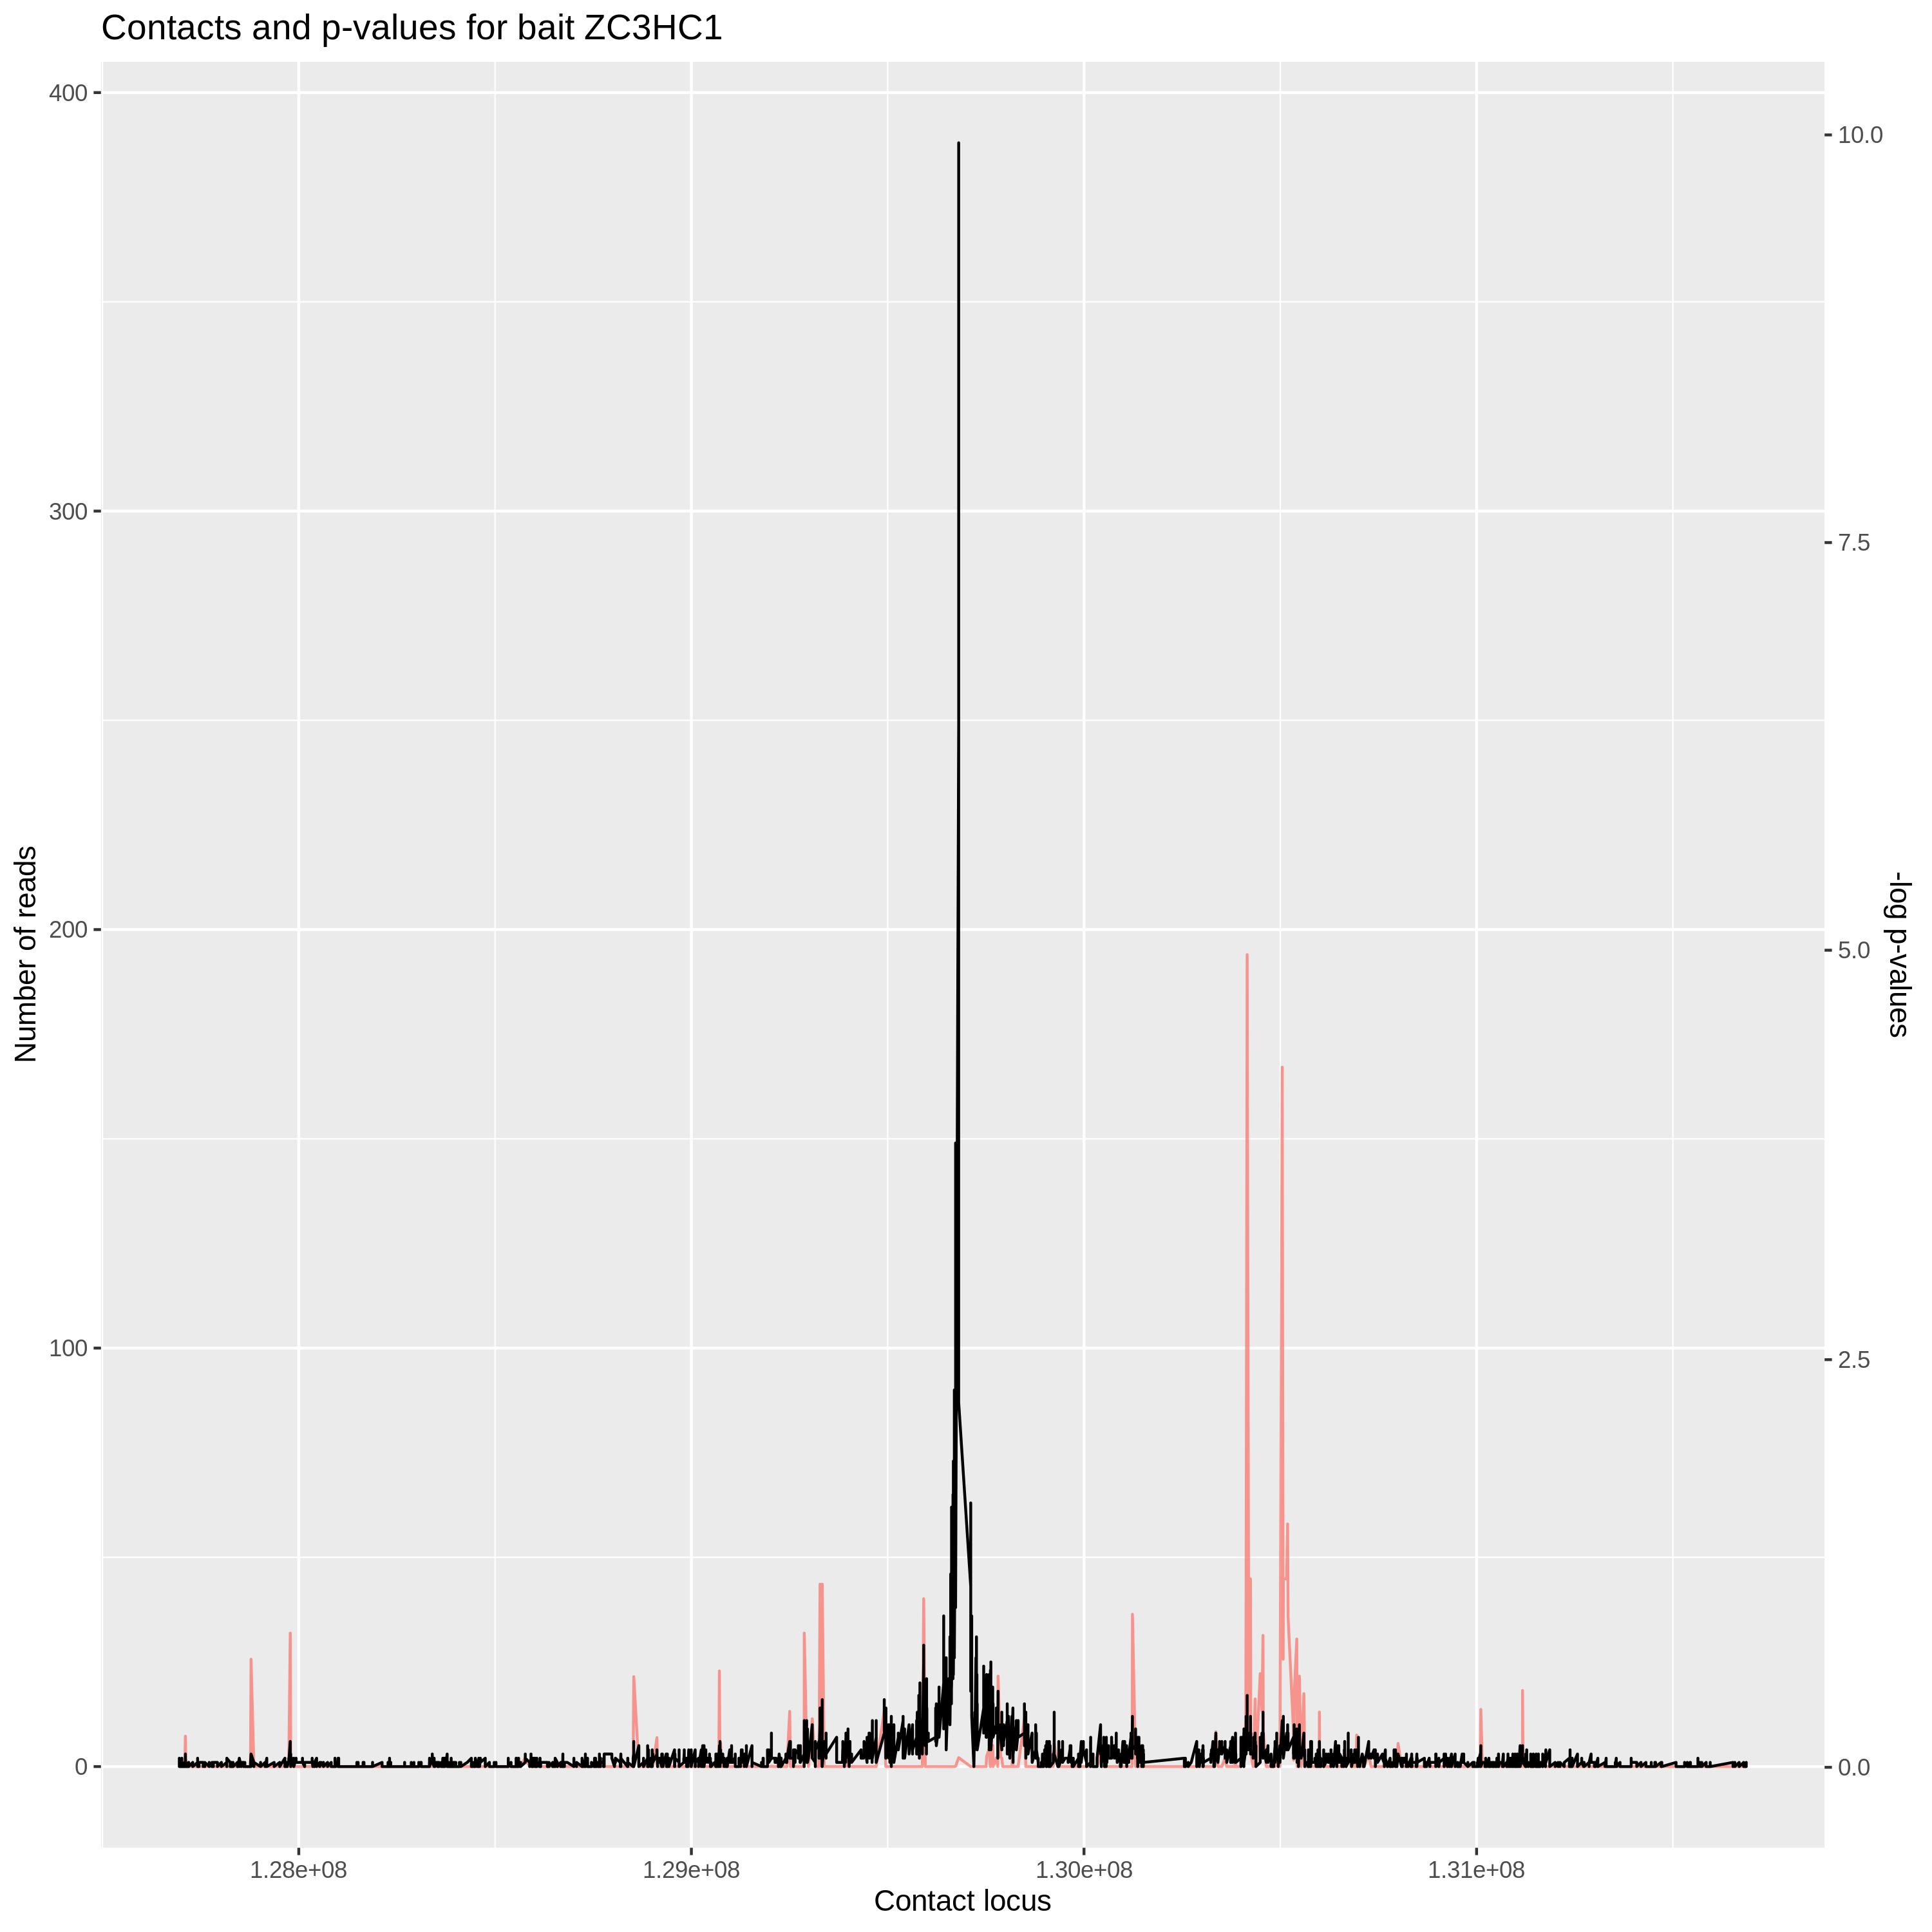 Contacts and p-values for bait ZC3HC1
400
300
200
100
0
Number of reads
10.0
7.5
5.0
2.5
0.0
-log p-values
1.28e+08
1.29e+08
1.30e+08
1.31e+08
Contact locus